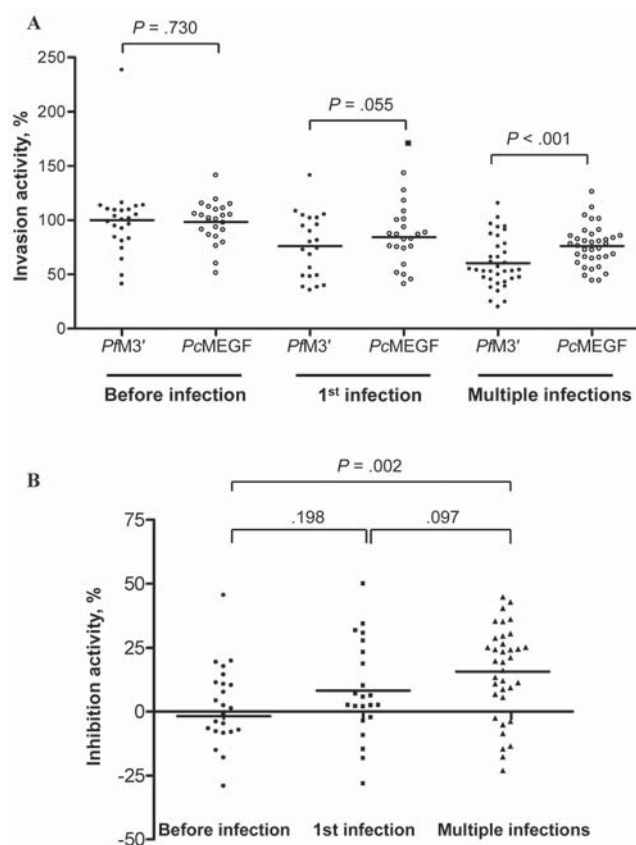 A
P = .730
P = .055
P < .001
250
200
150
100
50
0
Invasion activity, %
PfM3′ PcMEGF PfM3′ PcMEGF PfM3′ PcMEGF
Before infection 1st infection Multiple infections
B
P = .002
.198 .097
75
50
25
0
-25
-50
Inhibition activity, %
Before infection 1st infection Multiple infections